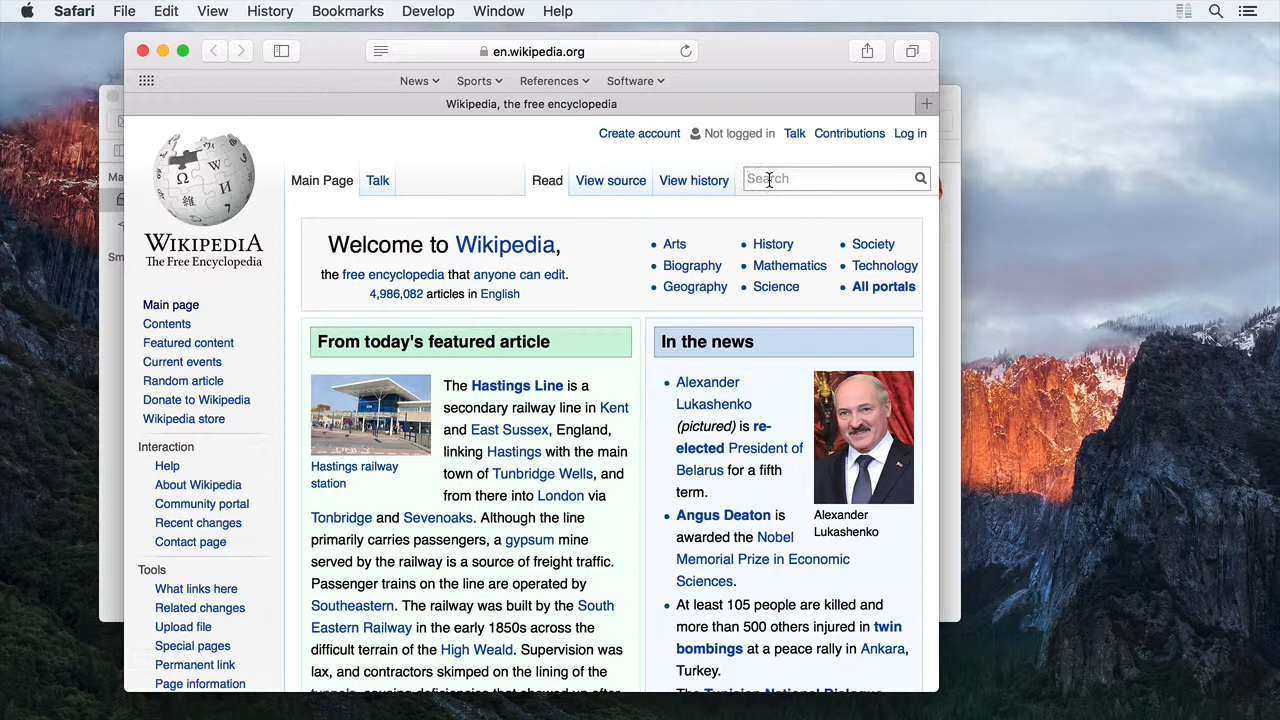 Safari File Edit View History Bookmarks Develop Window Help
en.wikipedia.org
News Sports References Software
Wikipedia, the free encyclopedia
Create account Not logged in Talk Contributions Log in
Main Page Talk Read View source View history Search
WIKIPEDIA
The Free Encyclopedia
Main page
Contents
Featured content
Current events
Random article
Donate to Wikipedia
Wikipedia store
Interaction
Help
About Wikipedia
Community portal
Recent changes
Contact page
Tools
What links here
Related changes
Upload file
Special pages
Permanent link
Page information
Welcome to Wikipedia,
the free encyclopedia that anyone can edit.
4,986,082 articles in English
Arts History Society
Biography Mathematics Technology
Geography Science All portals
From today's featured article
Hastings railway
station
The Hastings Line is a
secondary railway line in Kent
and East Sussex, England,
linking Hastings with the main
town of Tunbridge Wells, and
from there into London via
Tonbridge and Sevenoaks. Although the line
primarily carries passengers, a gypsum mine
served by the railway is a source of freight traffic.
Passenger trains on the line are operated by
Southeastern. The railway was built by the South
Eastern Railway in the early 1850s across the
difficult terrain of the High Weald. Supervision was
lax, and contractors skimped on the lining of the
In the news
Alexander
Lukashenko
(pictured) is re-
elected President of
Belarus for a fifth
term.
Alexander
Lukashenko
Angus Deaton is
awarded the Nobel
Memorial Prize in Economic
Sciences.
At least 105 people are killed and
more than 500 others injured in twin
bombings at a peace rally in Ankara,
Turkey.